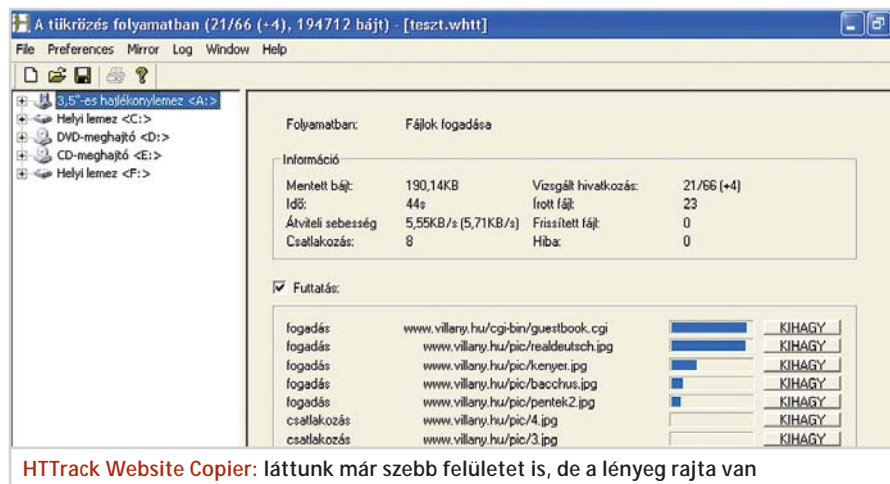 A tükrözés folyamatban (21/66 (+4), 194712 bájt) - [teszt.whtt]
File Preferences Mirror Log Window Help
3,5"-es hajlékonylemez <A:>
Helyi lemez <C:>
DVD-meghajtó <D:>
CD-meghajtó <E:>
Helyi lemez <F:>
Folyamatban: Fájlok fogadása
Információ
Mentett bájt: 190,14KB Vizsgált hivatkozás: 21/66 (+4)
Idő: 44s Írott fájl: 23
Átviteli sebesség 5,55KB/s (5,71KB/s) Frissített fájl: 0
Csatlakozás: 8 Hiba: 0
Futtatás:
fogadás www.villany.hu/cgi-bin/guestbook.cgi KIHAGY
fogadás www.villany.hu/pic/realdeutsch.jpg KIHAGY
fogadás www.villany.hu/pic/kenyer.jpg KIHAGY
fogadás www.villany.hu/pic/bacchus.jpg KIHAGY
fogadás www.villany.hu/pic/pentek2.jpg KIHAGY
csatlakozás www.villany.hu/pic/4.jpg KIHAGY
csatlakozás www.villany.hu/pic/3.jpg KIHAGY
HTTrack Website Copier: láttunk már szebb felületet is, de a lényeg rajta van